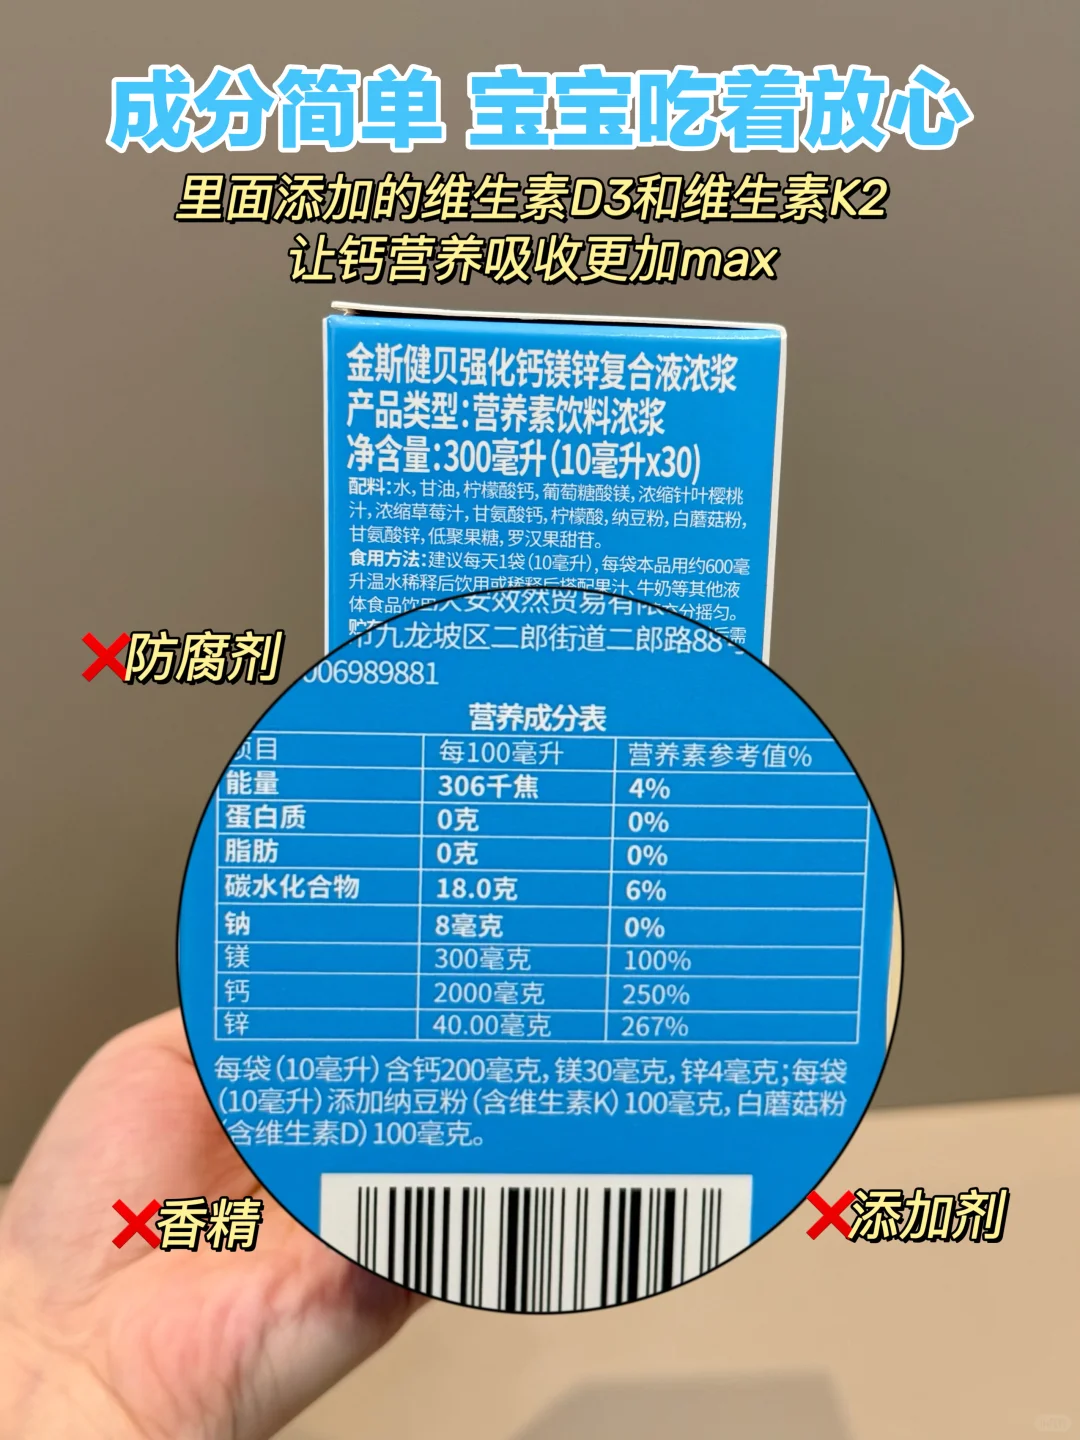 成分简单 宝宝吃着放心
里面添加的维生素D3和维生素K2
让钙营养吸收更加max
金斯健贝强化钙镁锌复合液浓浆
产品类型:营养素饮料浓浆
净含量:300毫升(10毫升x30)
配料:水,甘油,柠檬酸钙,葡萄糖酸镁,浓缩针叶樱桃
汁,浓缩草莓汁,甘氨酸钙,柠檬酸,纳豆粉,白蘑菇粉,
甘氨酸锌,低聚果糖,罗汉果甜苷。
食用方法:建议每天1袋(10毫升),每袋本品用约600毫
升温水稀释后饮用或稀释后搭配果汁、牛奶等其他液
体食品饮用
充分摇匀。
效然贸易有限
市九龙坡区二郎街道二郎路88号
006989881
❌防腐剂
营养成分表
项目 每100毫升 营养素参考值%
能量 306千焦 4%
蛋白质 0克 0%
脂肪 0克 0%
碳水化合物 18.0克 6%
钠 8毫克 0%
镁 300毫克 100%
钙 2000毫克 250%
锌 40.00毫克 267%
每袋(10毫升)含钙200毫克,镁30毫克,锌4毫克;每袋
(10毫升)添加纳豆粉(含维生素K)100毫克,白蘑菇粉
(含维生素D)100毫克。
❌香精
❌添加剂